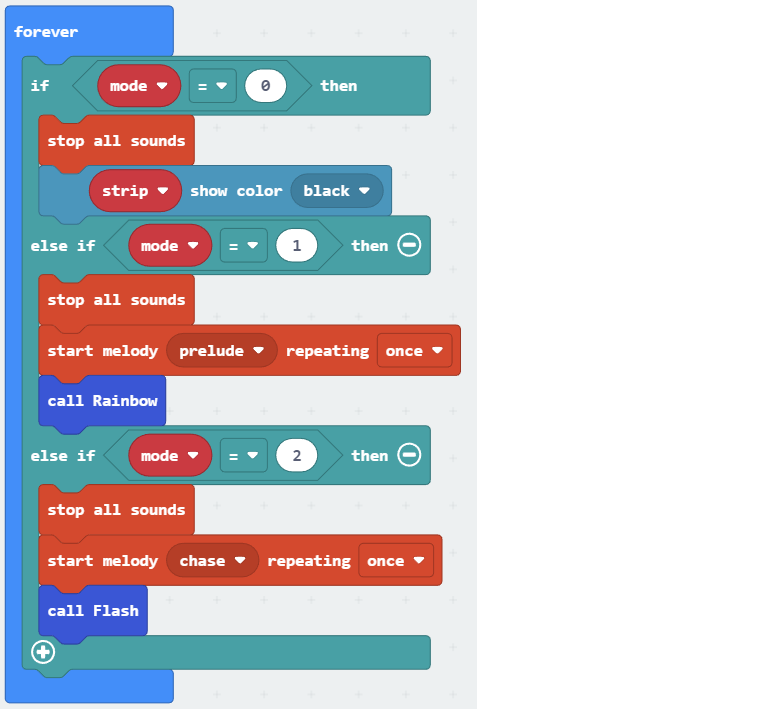 forever
if mode = 0 then
stop all sounds
strip show color black
else if mode = 1 then
stop all sounds
start melody prelude repeating once
call Rainbow
else if mode = 2 then
stop all sounds
start melody chase repeating once
call Flash